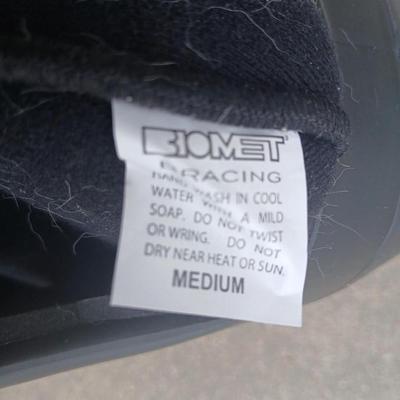 BIOMET
BRACING
HAND WASH IN COOL
WATER WITH A MILD
SOAP. DO NOT TWIST
OR WRING. DO NOT
DRY NEAR HEAT OR SUN.
MEDIUM